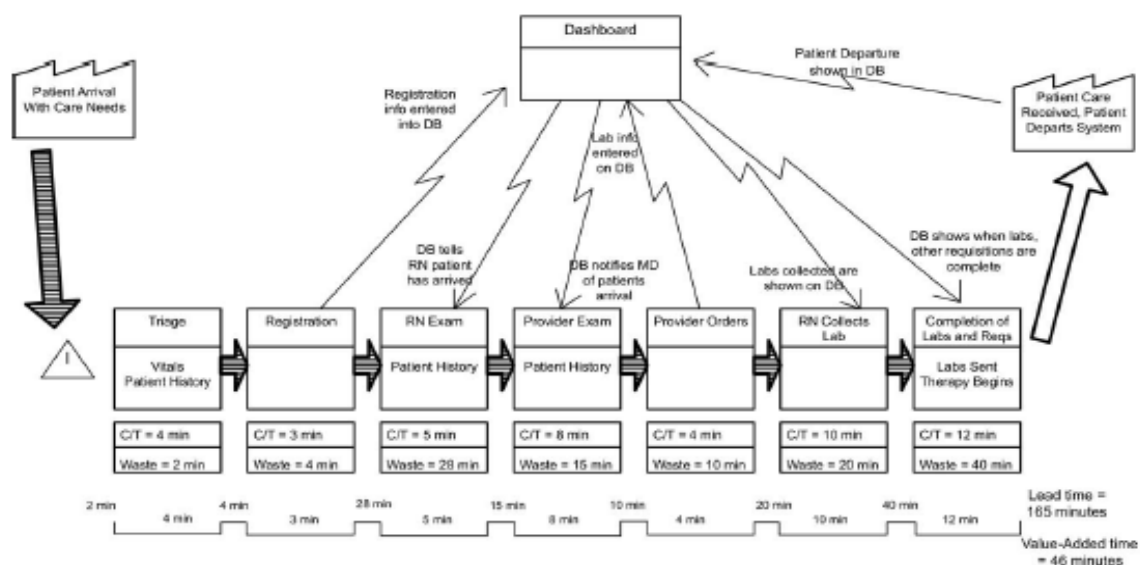 Dashboard
Patient Arrival
With Care Needs
Registration
info entered
into DB
Patient Departure
shown in DB
Patient Care
Received, Patient
Departs System
Lab info
entered
on DB
DB tells
RN patient
has arrived
DB notifies MD
of patients
arrival
Labs collected are
shown on DB
DB shows when labs,
other requisitions are
complete
I
Triage
Vitals
Patient History
Registration
RN Exam
Patient History
Provider Exam
Patient History
Provider Orders
RN Collects
Lab
Completion of
Labs and Reqs
Labs Sent
Therapy Begins
C/T = 4 min
Waste = 2 min
C/T = 3 min
Waste = 4 min
C/T = 5 min
Waste = 28 min
C/T = 8 min
Waste = 15 min
C/T = 4 min
Waste = 10 min
C/T = 10 min
Waste = 20 min
C/T = 12 min
Waste = 40 min
2 min
4 min
4 min
3 min
28 min
5 min
15 min
8 min
10 min
4 min
20 min
10 min
40 min
12 min
Lead time =
165 minutes
Value-Added time
= 46 minutes